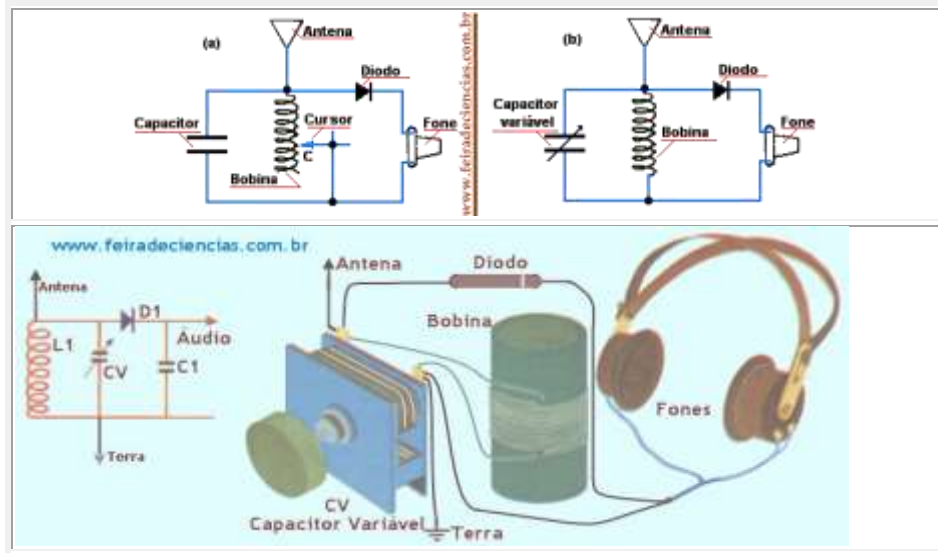 (a)
Antena
Diodo
Capacitor
Cursor
Fone
C
Bobina
www.feiradeciencias.com.br
(b)
Antena
Diodo
Capacitor
variável
Fone
Bobina
www.feiradeciencias.com.br
Antena
D1
L1
Áudio
CV
C1
Terra
Antena
Diodo
Bobina
Fones
CV
Capacitor Variável
Terra